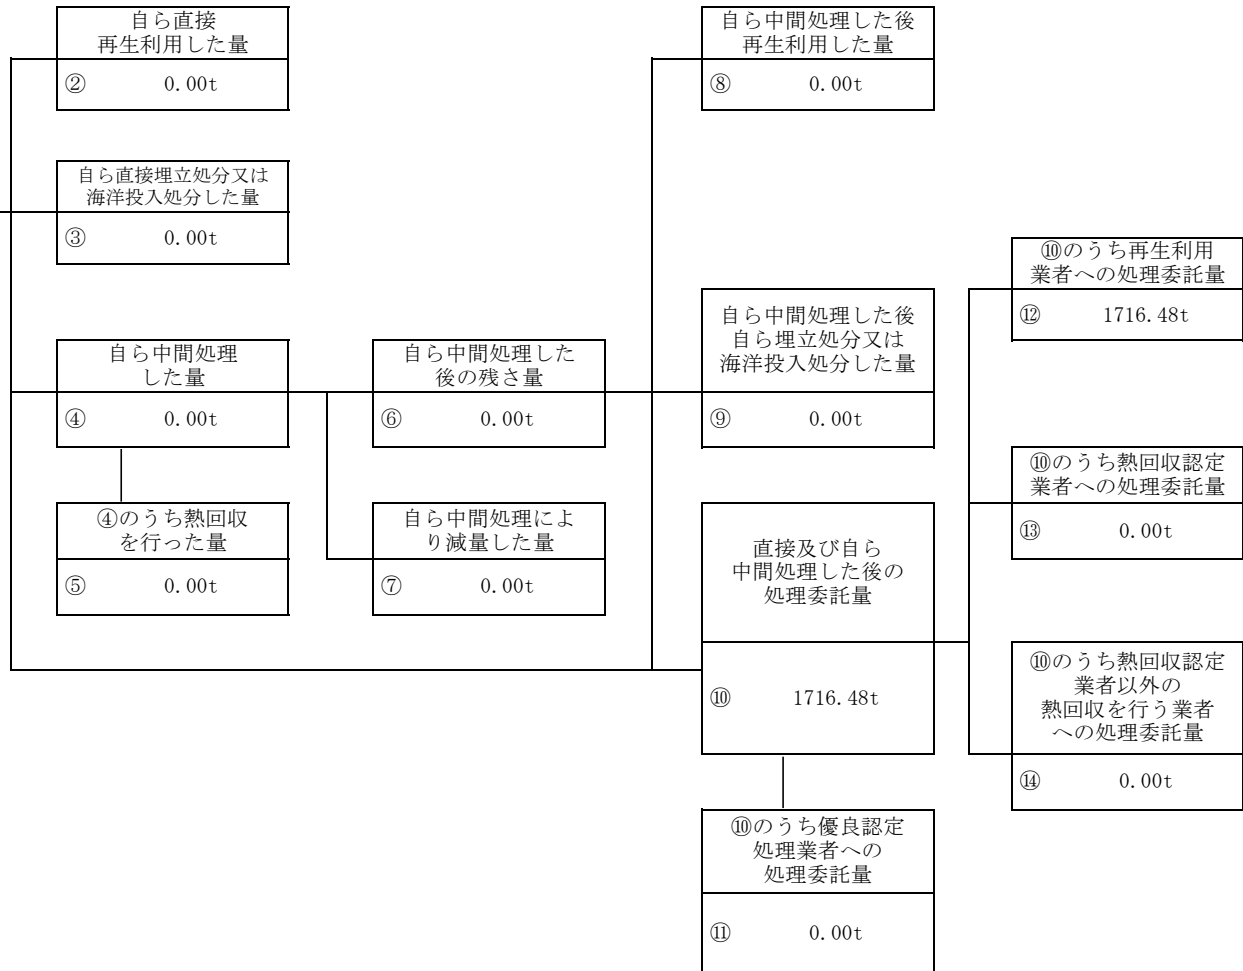 自ら直接
再生利用した量
② 0.00t
自ら直接埋立処分又は
海洋投入処分した量
③ 0.00t
自ら中間処理
した量
④ 0.00t
④のうち熱回収
を行った量
⑤ 0.00t
自ら中間処理した
後の残さ量
⑥ 0.00t
自ら中間処理によ
り減量した量
⑦ 0.00t
自ら中間処理した後
再生利用した量
⑧ 0.00t
自ら中間処理した後
自ら埋立処分又は
海洋投入処分した量
⑨ 0.00t
直接及び自ら
中間処理した後の
処理委託量
⑩ 1716.48t
⑩のうち優良認定
処理業者への
処理委託量
⑪ 0.00t
⑩のうち再生利用
業者への処理委託量
⑫ 1716.48t
⑩のうち熱回収認定
業者への処理委託量
⑬ 0.00t
⑩のうち熱回収認定
業者以外の
熱回収を行う業者
への処理委託量
⑭ 0.00t